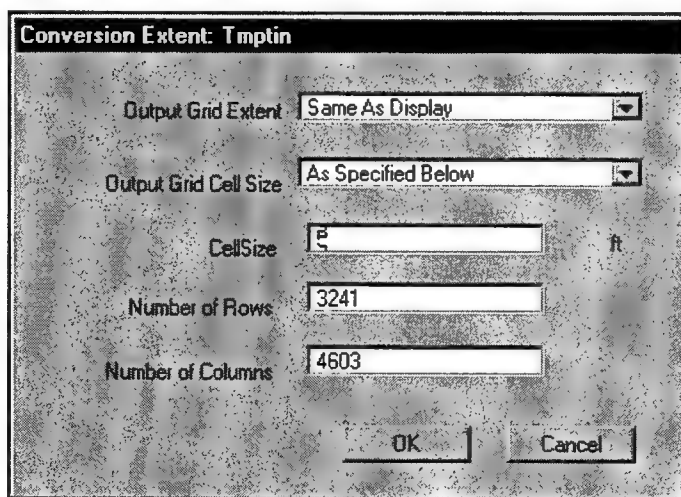 Conversion Extent: Tmptin
Output Grid Extent Same As Display
Output Grid Cell Size As Specified Below
CellSize ft
Number of Rows 3241
Number of Columns 4603
OK Cancel